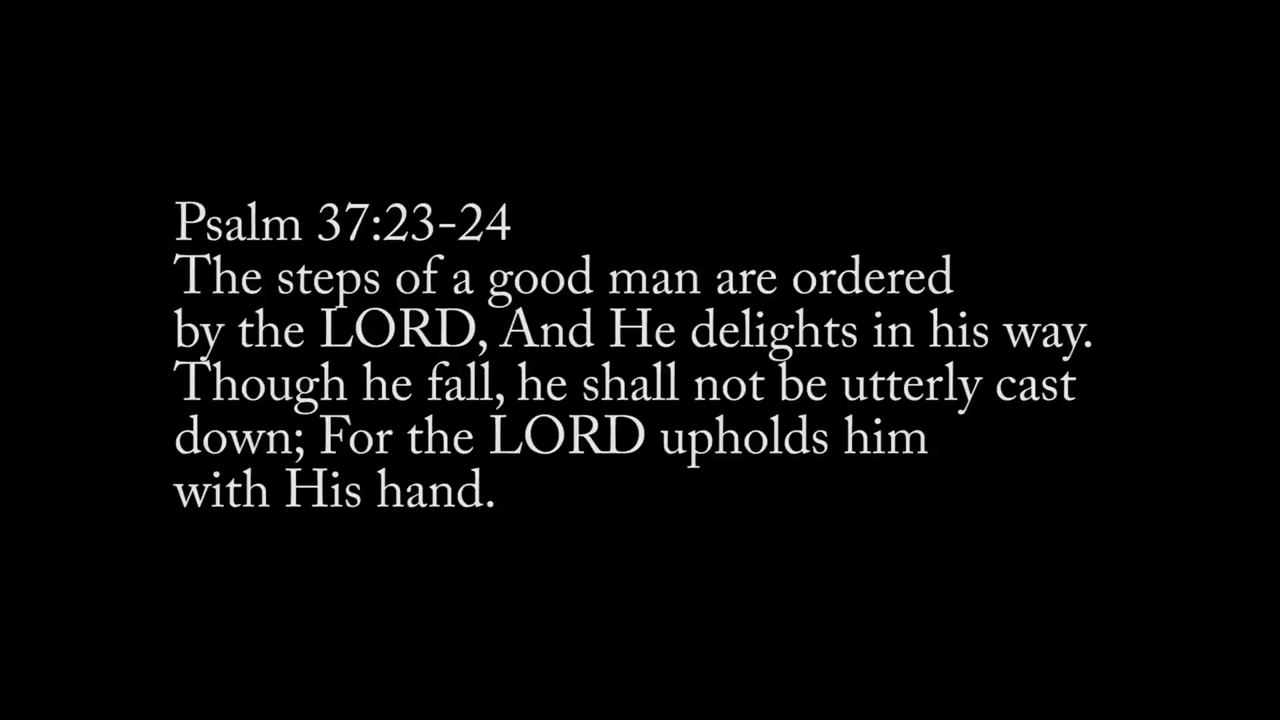 Psalm 37:23-24
The steps of a good man are ordered
by the LORD, And He delights in his way.
Though he fall, he shall not be utterly cast
down; For the LORD upholds him
with His hand.